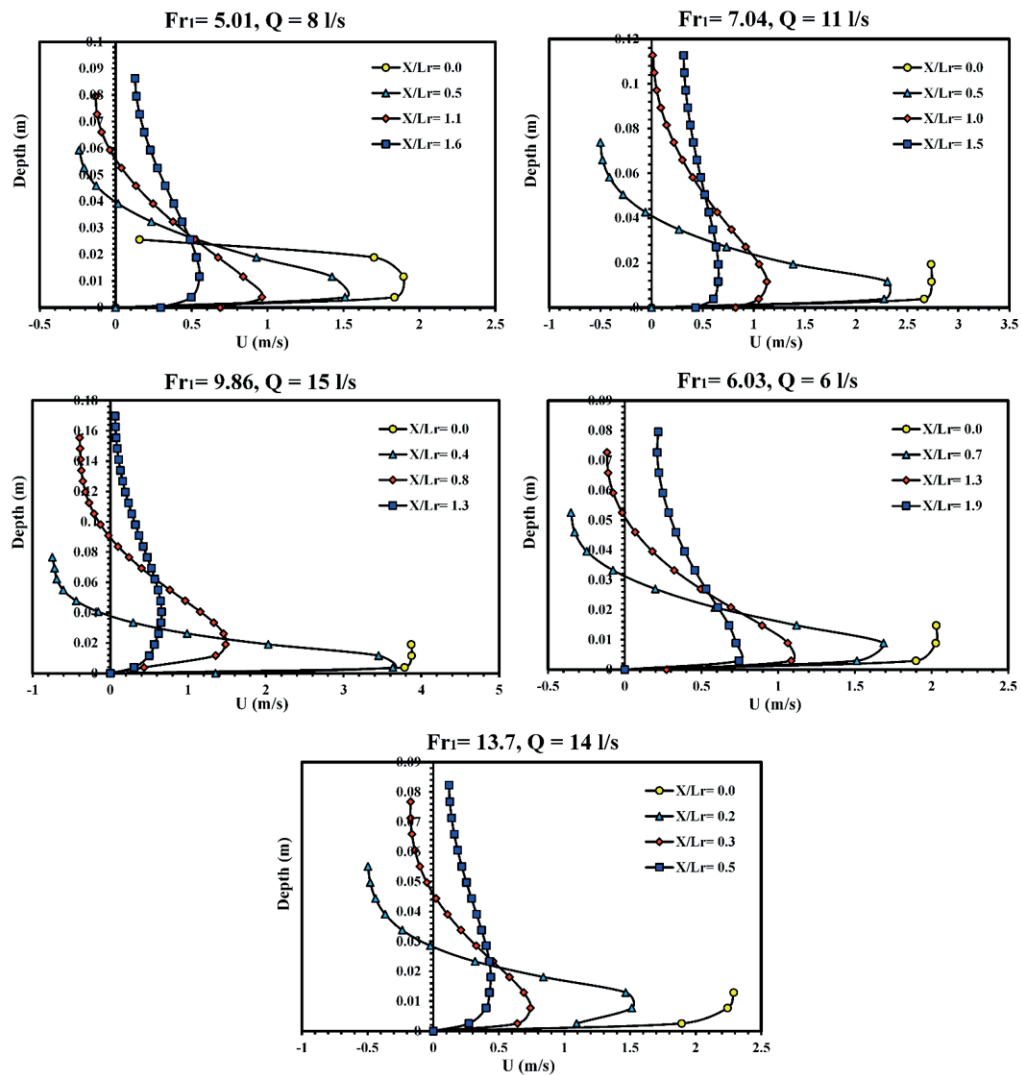 Fr1= 5.01, Q = 8 l/s
Depth (m)
0.1
0.09
0.08
0.07
0.06
0.05
0.04
0.03
0.02
0.01
0
-0.5 0 0.5 1 1.5 2 2.5
U (m/s)
X/Lr= 0.0
X/Lr= 0.5
X/Lr= 1.1
X/Lr= 1.6
Fr1= 7.04, Q = 11 l/s
Depth (m)
0.12
0.1
0.08
0.06
0.04
0.02
0
-1 -0.5 0 0.5 1 1.5 2 2.5 3 3.5
U (m/s)
X/Lr= 0.0
X/Lr= 0.5
X/Lr= 1.0
X/Lr= 1.5
Fr1= 9.86, Q = 15 l/s
Depth (m)
0.18
0.16
0.14
0.12
0.1
0.08
0.06
0.04
0.02
0
-1 0 1 2 3 4 5
U (m/s)
X/Lr= 0.0
X/Lr= 0.4
X/Lr= 0.8
X/Lr= 1.3
Fr1= 6.03, Q = 6 l/s
Depth (m)
0.09
0.08
0.07
0.06
0.05
0.04
0.03
0.02
0.01
0
-0.5 0 0.5 1 1.5 2 2.5
U (m/s)
X/Lr= 0.0
X/Lr= 0.7
X/Lr= 1.3
X/Lr= 1.9
Fr1= 13.7, Q = 14 l/s
Depth (m)
0.09
0.08
0.07
0.06
0.05
0.04
0.03
0.02
0.01
0
-1 -0.5 0 0.5 1 1.5 2 2.5
U (m/s)
X/Lr= 0.0
X/Lr= 0.2
X/Lr= 0.3
X/Lr= 0.5